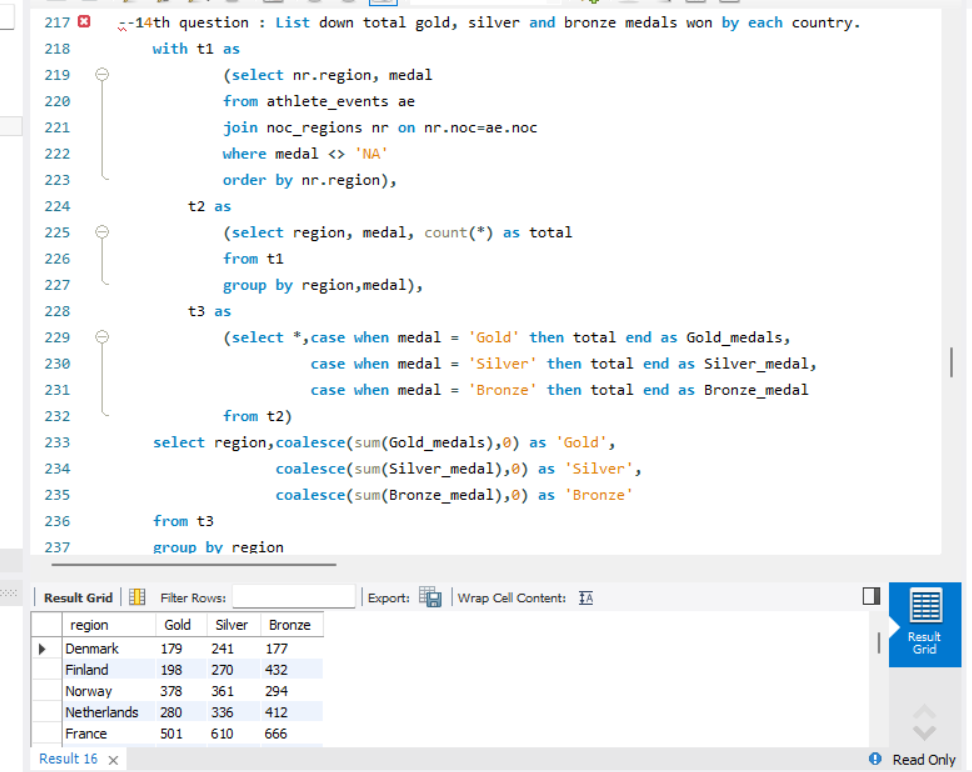 217 --14th question : List down total gold, silver and bronze medals won by each country.
218 with t1 as
219 (select nr.region, medal
220 from athlete_events ae
221 join noc_regions nr on nr.noc=ae.noc
222 where medal <> 'NA'
223 order by nr.region),
224 t2 as
225 (select region, medal, count(*) as total
226 from t1
227 group by region,medal),
228 t3 as
229 (select *,case when medal = 'Gold' then total end as Gold_medals,
230 case when medal = 'Silver' then total end as Silver_medal,
231 case when medal = 'Bronze' then total end as Bronze_medal
232 from t2)
233 select region,coalesce(sum(Gold_medals),0) as 'Gold',
234 coalesce(sum(Silver_medal),0) as 'Silver',
235 coalesce(sum(Bronze_medal),0) as 'Bronze'
236 from t3
237 group by region
Result Grid Filter Rows: Export: Wrap Cell Content: IA
region Gold Silver Bronze
Denmark 179 241 177
Finland 198 270 432
Norway 378 361 294
Netherlands 280 336 412
France 501 610 666
Result
Grid
Result 16 × Read Only